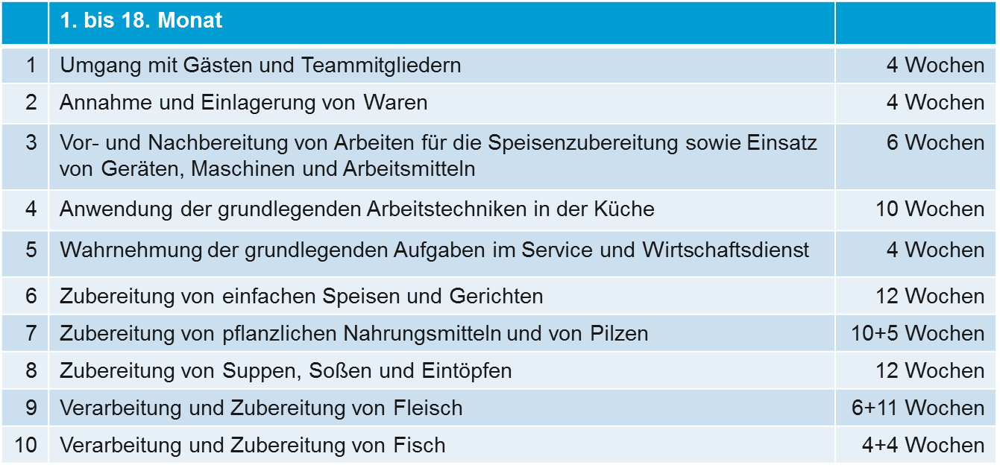 1. bis 18. Monat
1 Umgang mit Gästen und Teammitgliedern 4 Wochen
2 Annahme und Einlagerung von Waren 4 Wochen
3 Vor- und Nachbereitung von Arbeiten für die Speisenzubereitung sowie Einsatz 6 Wochen
von Geräten, Maschinen und Arbeitsmitteln
4 Anwendung der grundlegenden Arbeitstechniken in der Küche 10 Wochen
5 Wahrnehmung der grundlegenden Aufgaben im Service und Wirtschaftsdienst 4 Wochen
6 Zubereitung von einfachen Speisen und Gerichten 12 Wochen
7 Zubereitung von pflanzlichen Nahrungsmitteln und von Pilzen 10+5 Wochen
8 Zubereitung von Suppen, Soßen und Eintöpfen 12 Wochen
9 Verarbeitung und Zubereitung von Fleisch 6+11 Wochen
10 Verarbeitung und Zubereitung von Fisch 4+4 Wochen